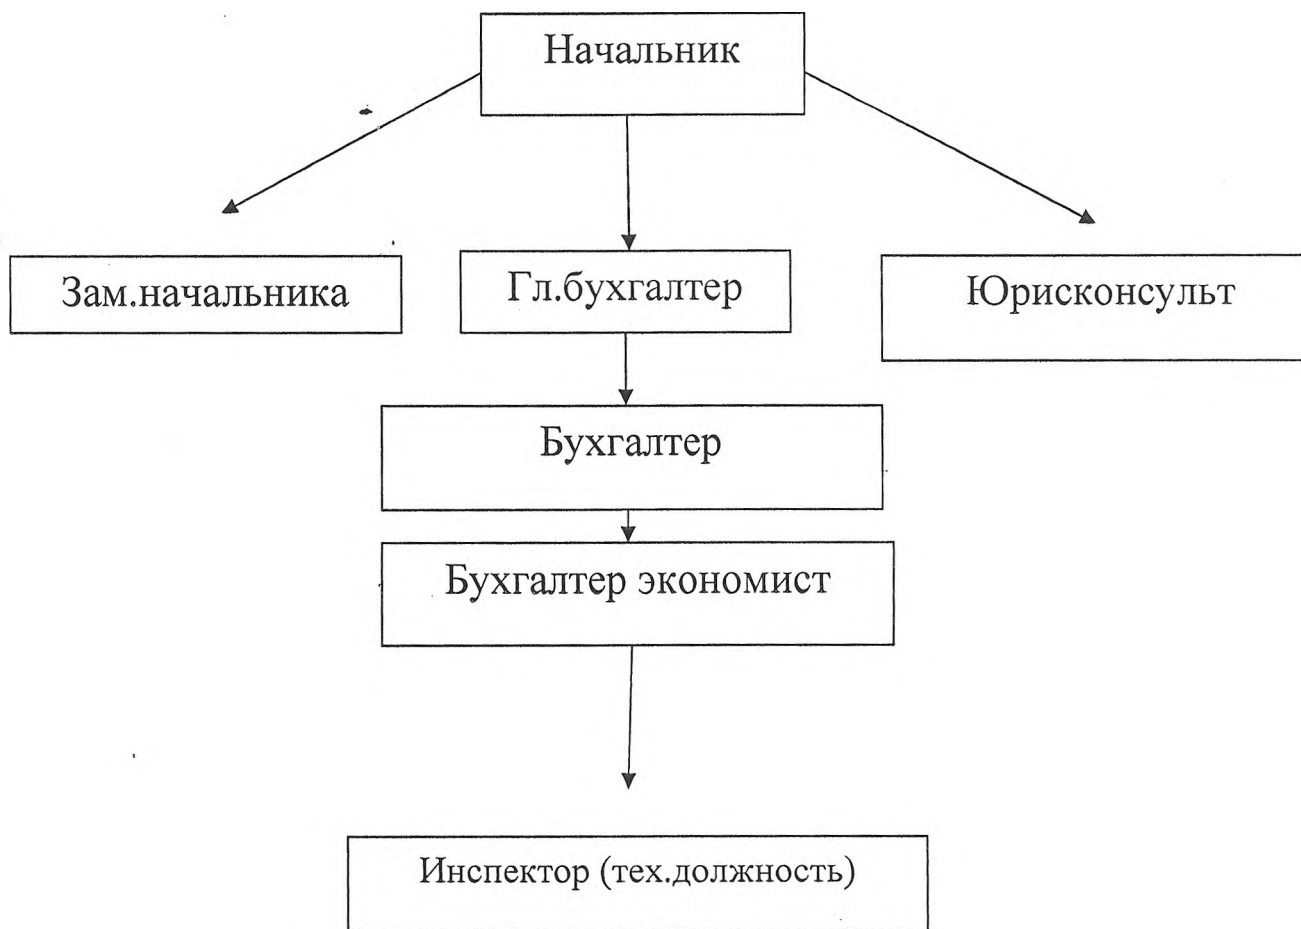 Начальник
Зам.начальника
Гл.бухгалтер
Юрисконсульт
Бухгалтер
Бухгалтер экономист
Инспектор (тех.должность)